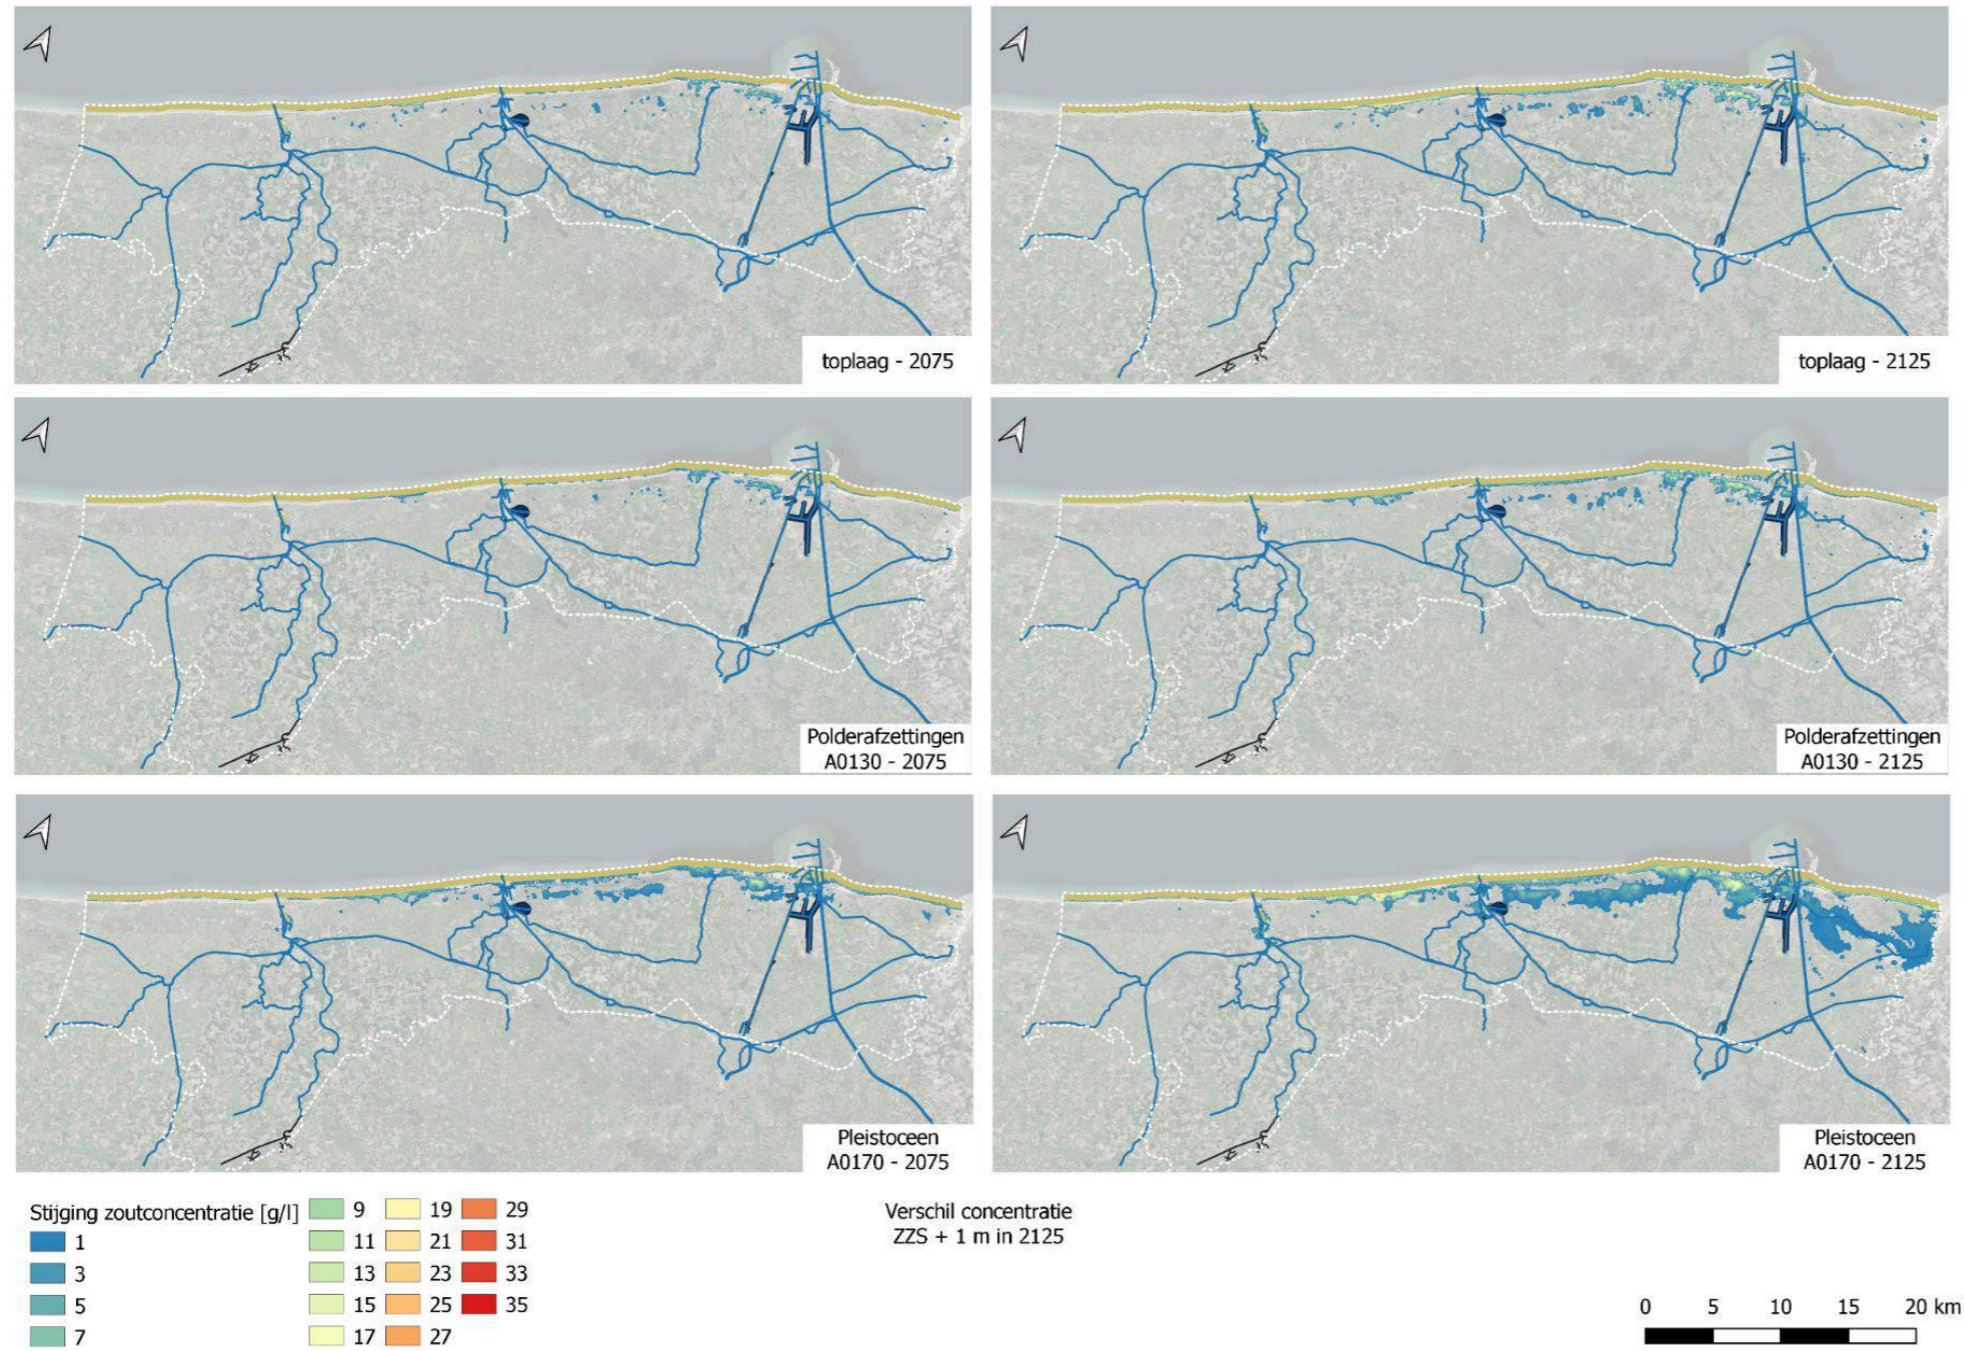 toplaag - 2075
toplaag - 2125
Polderafzettingen
A0130 - 2075
Polderafzettingen
A0130 - 2125
Pleistoceen
A0170 - 2075
Pleistoceen
A0170 - 2125
Stijging zoutconcentratie [g/l]
1
3
5
7
9
11
13
15
17
19
21
23
25
27
29
31
33
35
Verschil concentratie
ZZS + 1 m in 2125
0 5 10 15 20 km